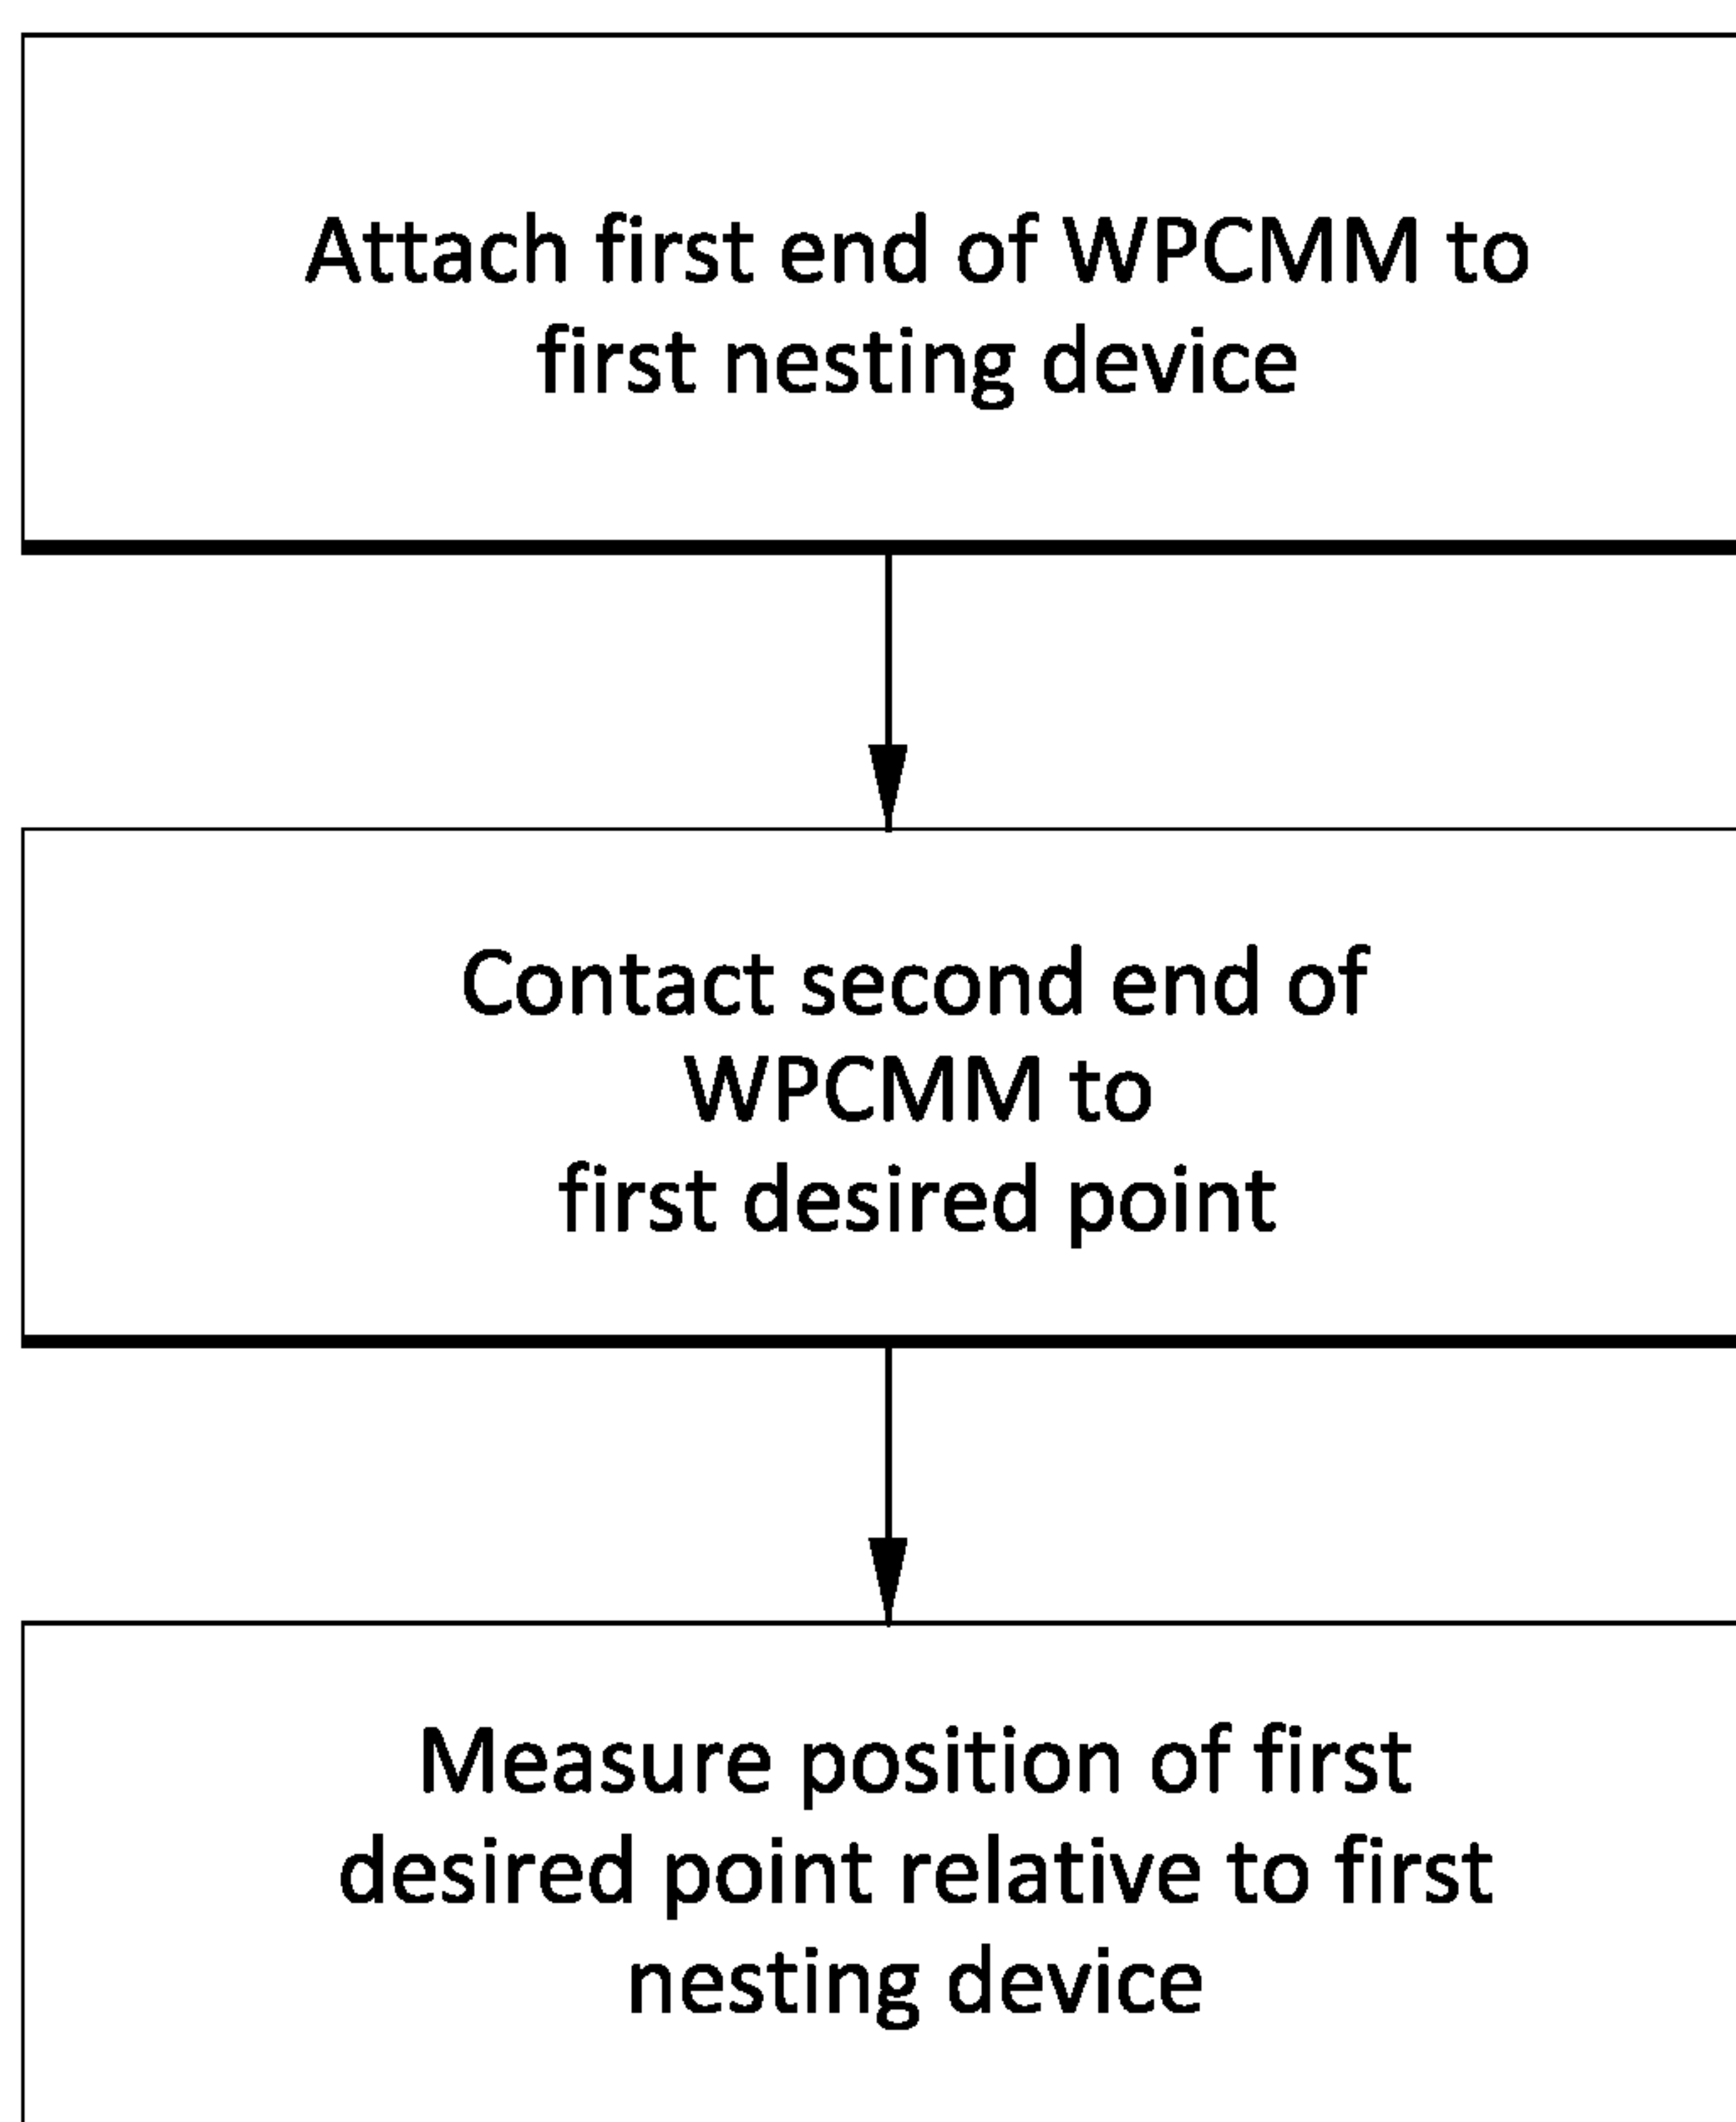 Attach first end of WPCMM to
first nesting device
Contact second end of
WPCMM to
first desired point
Measure position of first
desired point relative to first
nesting device